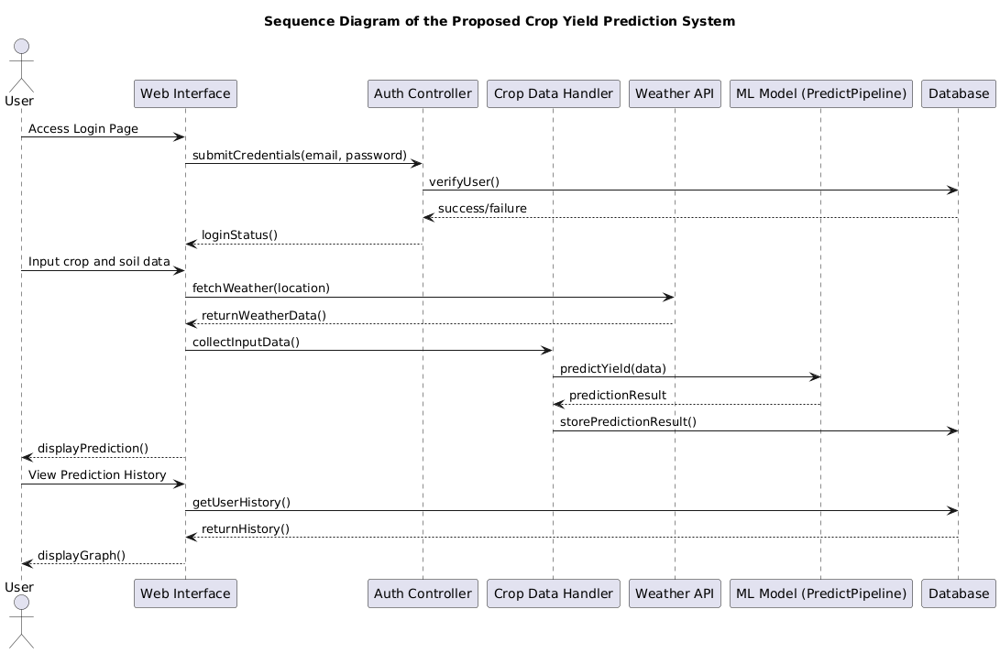 Sequence Diagram of the Proposed Crop Yield Prediction System
User
Web Interface
Auth Controller
Crop Data Handler
Weather API
ML Model (PredictPipeline)
Database
Access Login Page
submitCredentials(email, password)
verifyUser()
success/failure
loginStatus()
Input crop and soil data
fetchWeather(location)
returnWeatherData()
collectInputData()
predictYield(data)
predictionResult
storePredictionResult()
displayPrediction()
View Prediction History
getUserHistory()
returnHistory()
displayGraph()
User
Web Interface
Auth Controller
Crop Data Handler
Weather API
ML Model (PredictPipeline)
Database